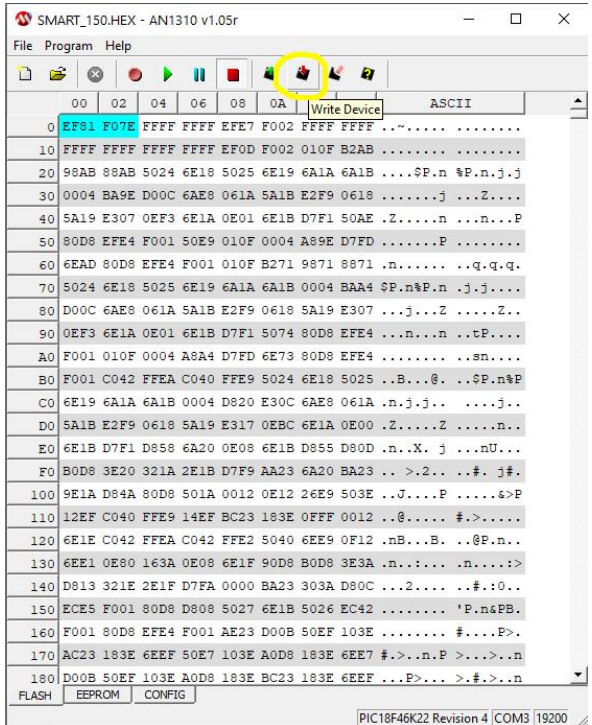 SMART_150.HEX - AN1310 v1.05r
File Program Help
00 02 04 06 08 0A ASCII
Write Device
0 EF81 F07E FFFF FFFF EFE7 F002 FFFF FFFF ..~..... ........
10 FFFF FFFF FFFF FFFF EF0D F002 010F B2AB ........ ........
20 98AB 88AB 5024 6E18 5025 6E19 6A1A 6A1B ....$P.n %P.n.j.j
30 0004 BA9E D00C 6AE8 061A 5A1B E2F9 0618 .......j ...Z....
40 5A19 E307 0EF3 6E1A 0E01 6E1B D7F1 50AE .Z.....n ...n...P
50 80D8 EFE4 F001 50E9 010F 0004 A89E D7FD .......P ........
60 6EAD 80D8 EFE4 F001 010F B271 9871 8871 .n...... ..q.q.q.
70 5024 6E18 5025 6E19 6A1A 6A1B 0004 BAA4 $P.n%P.n .j.j....
80 D00C 6AE8 061A 5A1B E2F9 0618 5A19 E307 ...j...Z .....Z..
90 0EF3 6E1A 0E01 6E1B D7F1 5074 80D8 EFE4 ...n...n ..tP....
A0 F001 010F 0004 A8A4 D7FD 6E73 80D8 EFE4 ........ ..sn....
B0 F001 C042 FFEA C040 FFE9 5024 6E18 5025 ..B...@. ..$P.n%P
C0 6E19 6A1A 6A1B 0004 D820 E30C 6AE8 061A .n.j.j.. ....j..
D0 5A1B E2F9 0618 5A19 E317 0EBC 6E1A 0E00 .Z....Z. .....n..
E0 6E1B D7F1 D858 6A20 0E08 6E1B D855 D80D .n..X. j ...nU...
F0 B0D8 3E20 321A 2E1B D7F9 AA23 6A20 BA23 .. >.2... ..#. j#.
100 9E1A D84A 80D8 501A 0012 0E12 26E9 503E ..J....P .....&>P
110 12EF C040 FFE9 14EF BC23 183E 0FFF 0012 ..@..... #.>.....
120 6E1E C042 FFEA C042 FFE2 5040 6EE9 0F12 .nB...B. ..@P.n..
130 6EE1 0E80 163A 0E08 6E1F 90D8 B0D8 3E3A .n..:... .n....:>
140 D813 321E 2E1F D7FA 0000 BA23 303A D80C ...2.... ..#.:0..
150 ECE5 F001 80D8 D808 5027 6E1B 5026 EC42 ........ 'P.n&PB.
160 F001 80D8 EFE4 F001 AE23 D00B 50EF 103E ........ #....P>.
170 AC23 183E 6EEF 50E7 103E A0D8 183E 6EE7 #.>..n.P >...>..n
180 D00B 50EF 103E A0D8 183E BC23 183E 6EEF ...P>... >.#.>..n
FLASH EEPROM CONFIG
PIC18F46K22 Revision 4 COM3 19200